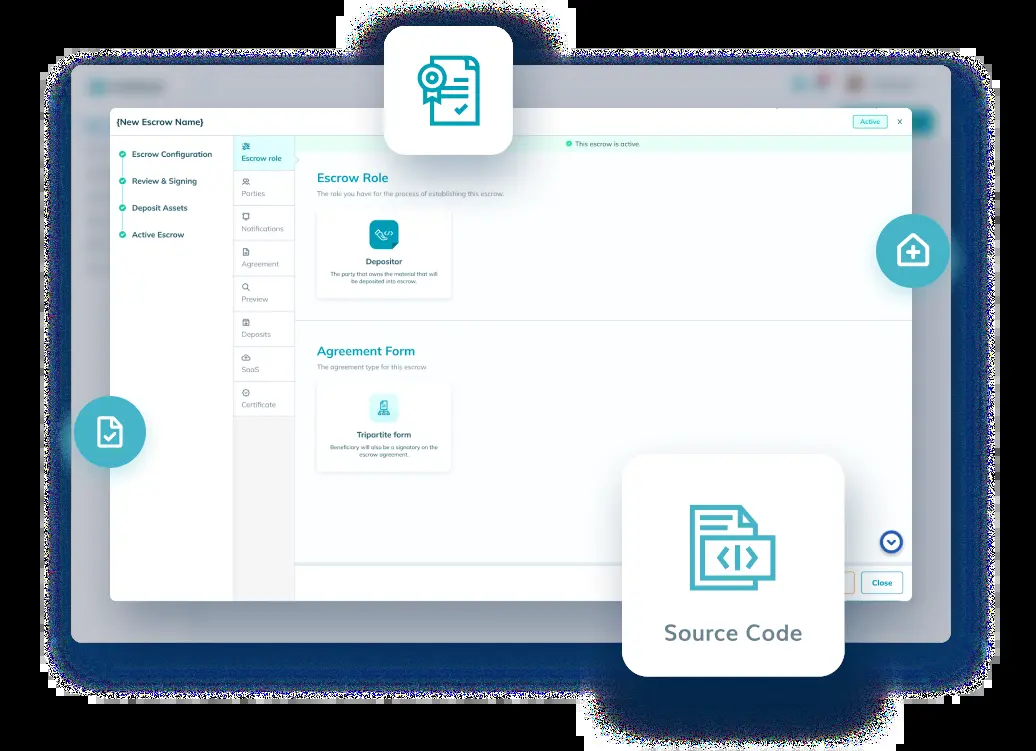 {New Escrow Name}
Active
x
This escrow is active
Escrow Configuration
Review & Signing
Deposit Assets
Active Escrow
Escrow role
Parties
Notifications
Agreement
Preview
Deposits
SaaS
Certificate
Escrow Role
The role you have for the process of establishing this escrow.
Depositor
The party that owns the material that will
be deposited into escrow.
Agreement Form
The agreement type for this escrow
Tripartite form
Beneficiary will also be a signatory on the
escrow agreement.
Close
Source Code